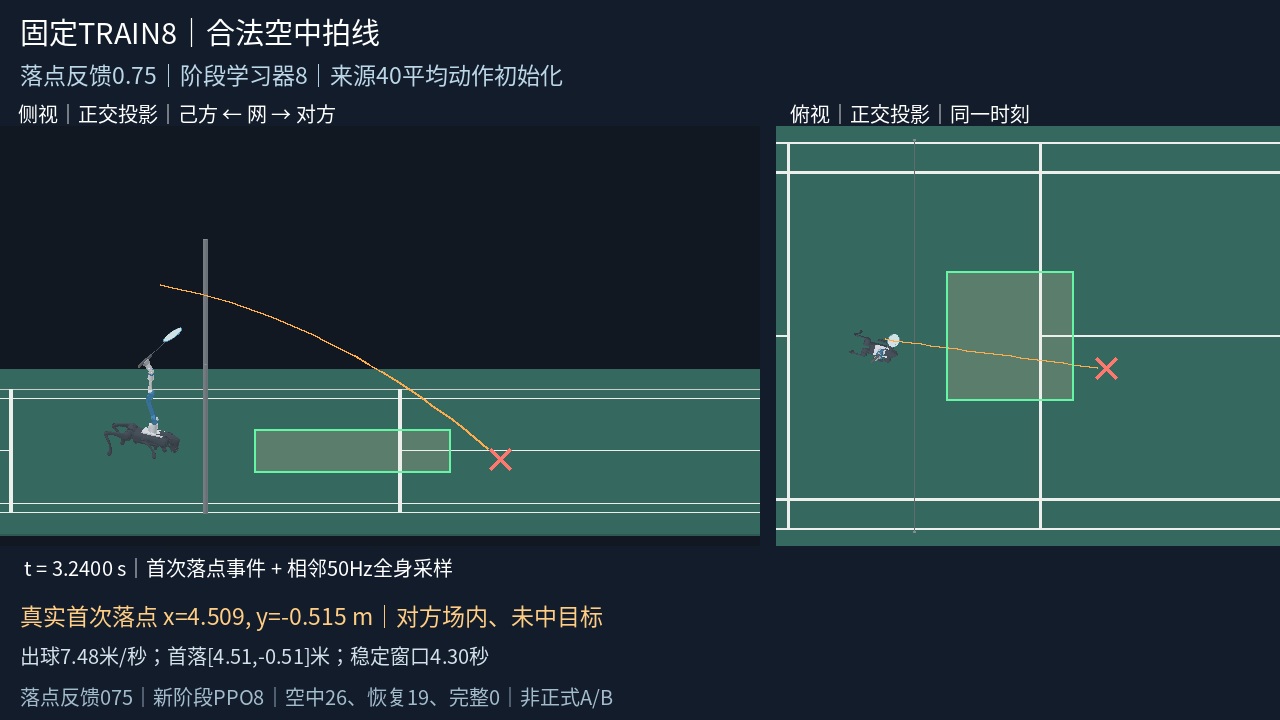 固定TRAIN8｜合法空中拍线
落点反馈0.75｜阶段学习器8｜来源40平均动作初始化
侧视｜正交投影｜己方 ← 网 → 对方
俯视｜正交投影｜同一时刻
t = 3.2400 s｜首次落点事件 + 相邻50Hz全身采样
真实首次落点 x=4.509, y=-0.515 m｜对方场内、未中目标
出球7.48米/秒；首落[4.51,-0.51]米；稳定窗口4.30秒
落点反馈075｜新阶段PPO8｜空中26、恢复19、完整0｜非正式A/B